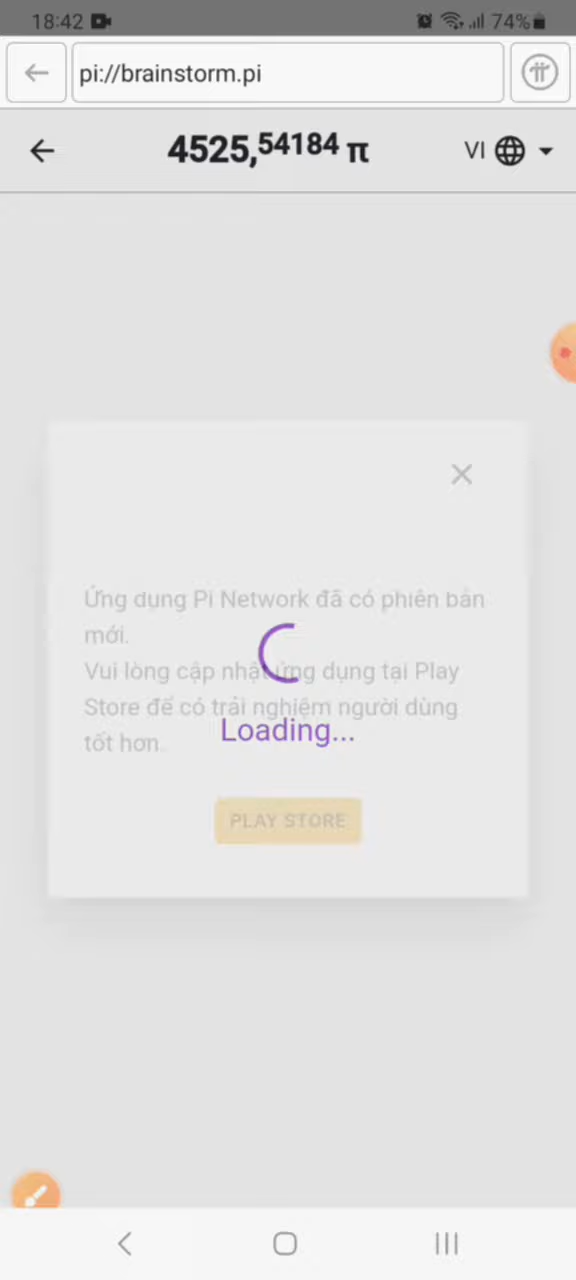 18:42
74%
pi://brainstorm.pi
4525,54184 π
VI
Ứng dụng Pi Network đã có phiên bản
mới.
Vui lòng cập nhật ứng dụng tại Play
Store để có trải nghiệm người dùng
tốt hơn.
Loading...
PLAY STORE